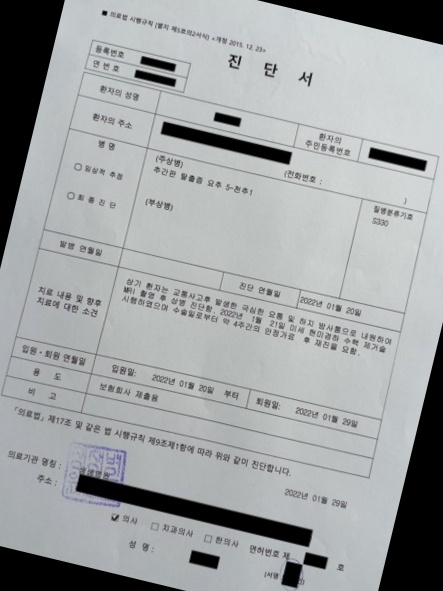 ■ 의료법 시행규칙 [별지 제5호의2서식] <개정 2015. 12. 23>
진 단 서
등록번호
연 번 호
환자의 성명
환자의 주소
환자의
주민등록번호
병 명
(주상병)
(전화번호 : )
추간판 탈출증 요추 5-천추1
질병분류기호
S330
○ 임상적 추정
○ 최 종 진 단
(부상병)
발병 연월일
진단 연월일
2022년 01월 20일
치료 내용 및 향후
치료에 대한 소견
상기 환자는 교통사고후 발생한 극심한 요통 및 하지 방사통으로 내원하여
MRI 촬영 후 상병 진단함. 2022년 1월 21일 미세 현미경하 수핵 제거술
시행하였으며 수술일로부터 약 4주간의 안정가료 후 재진을 요함.
입원·퇴원 연월일
입원일: 2022년 01월 20일 부터
퇴원일: 2022년 01월 29일
용 도
보험회사 제출용
비 고
「의료법」제17조 및 같은 법 시행규칙 제9조제1항에 따라 위와 같이 진단합니다.
2022년 01월 29일
의료기관 명칭 :
주소 :
☑ 의사 □ 치과의사 □ 한의사 면허번호 제 호
성 명 :
(서명